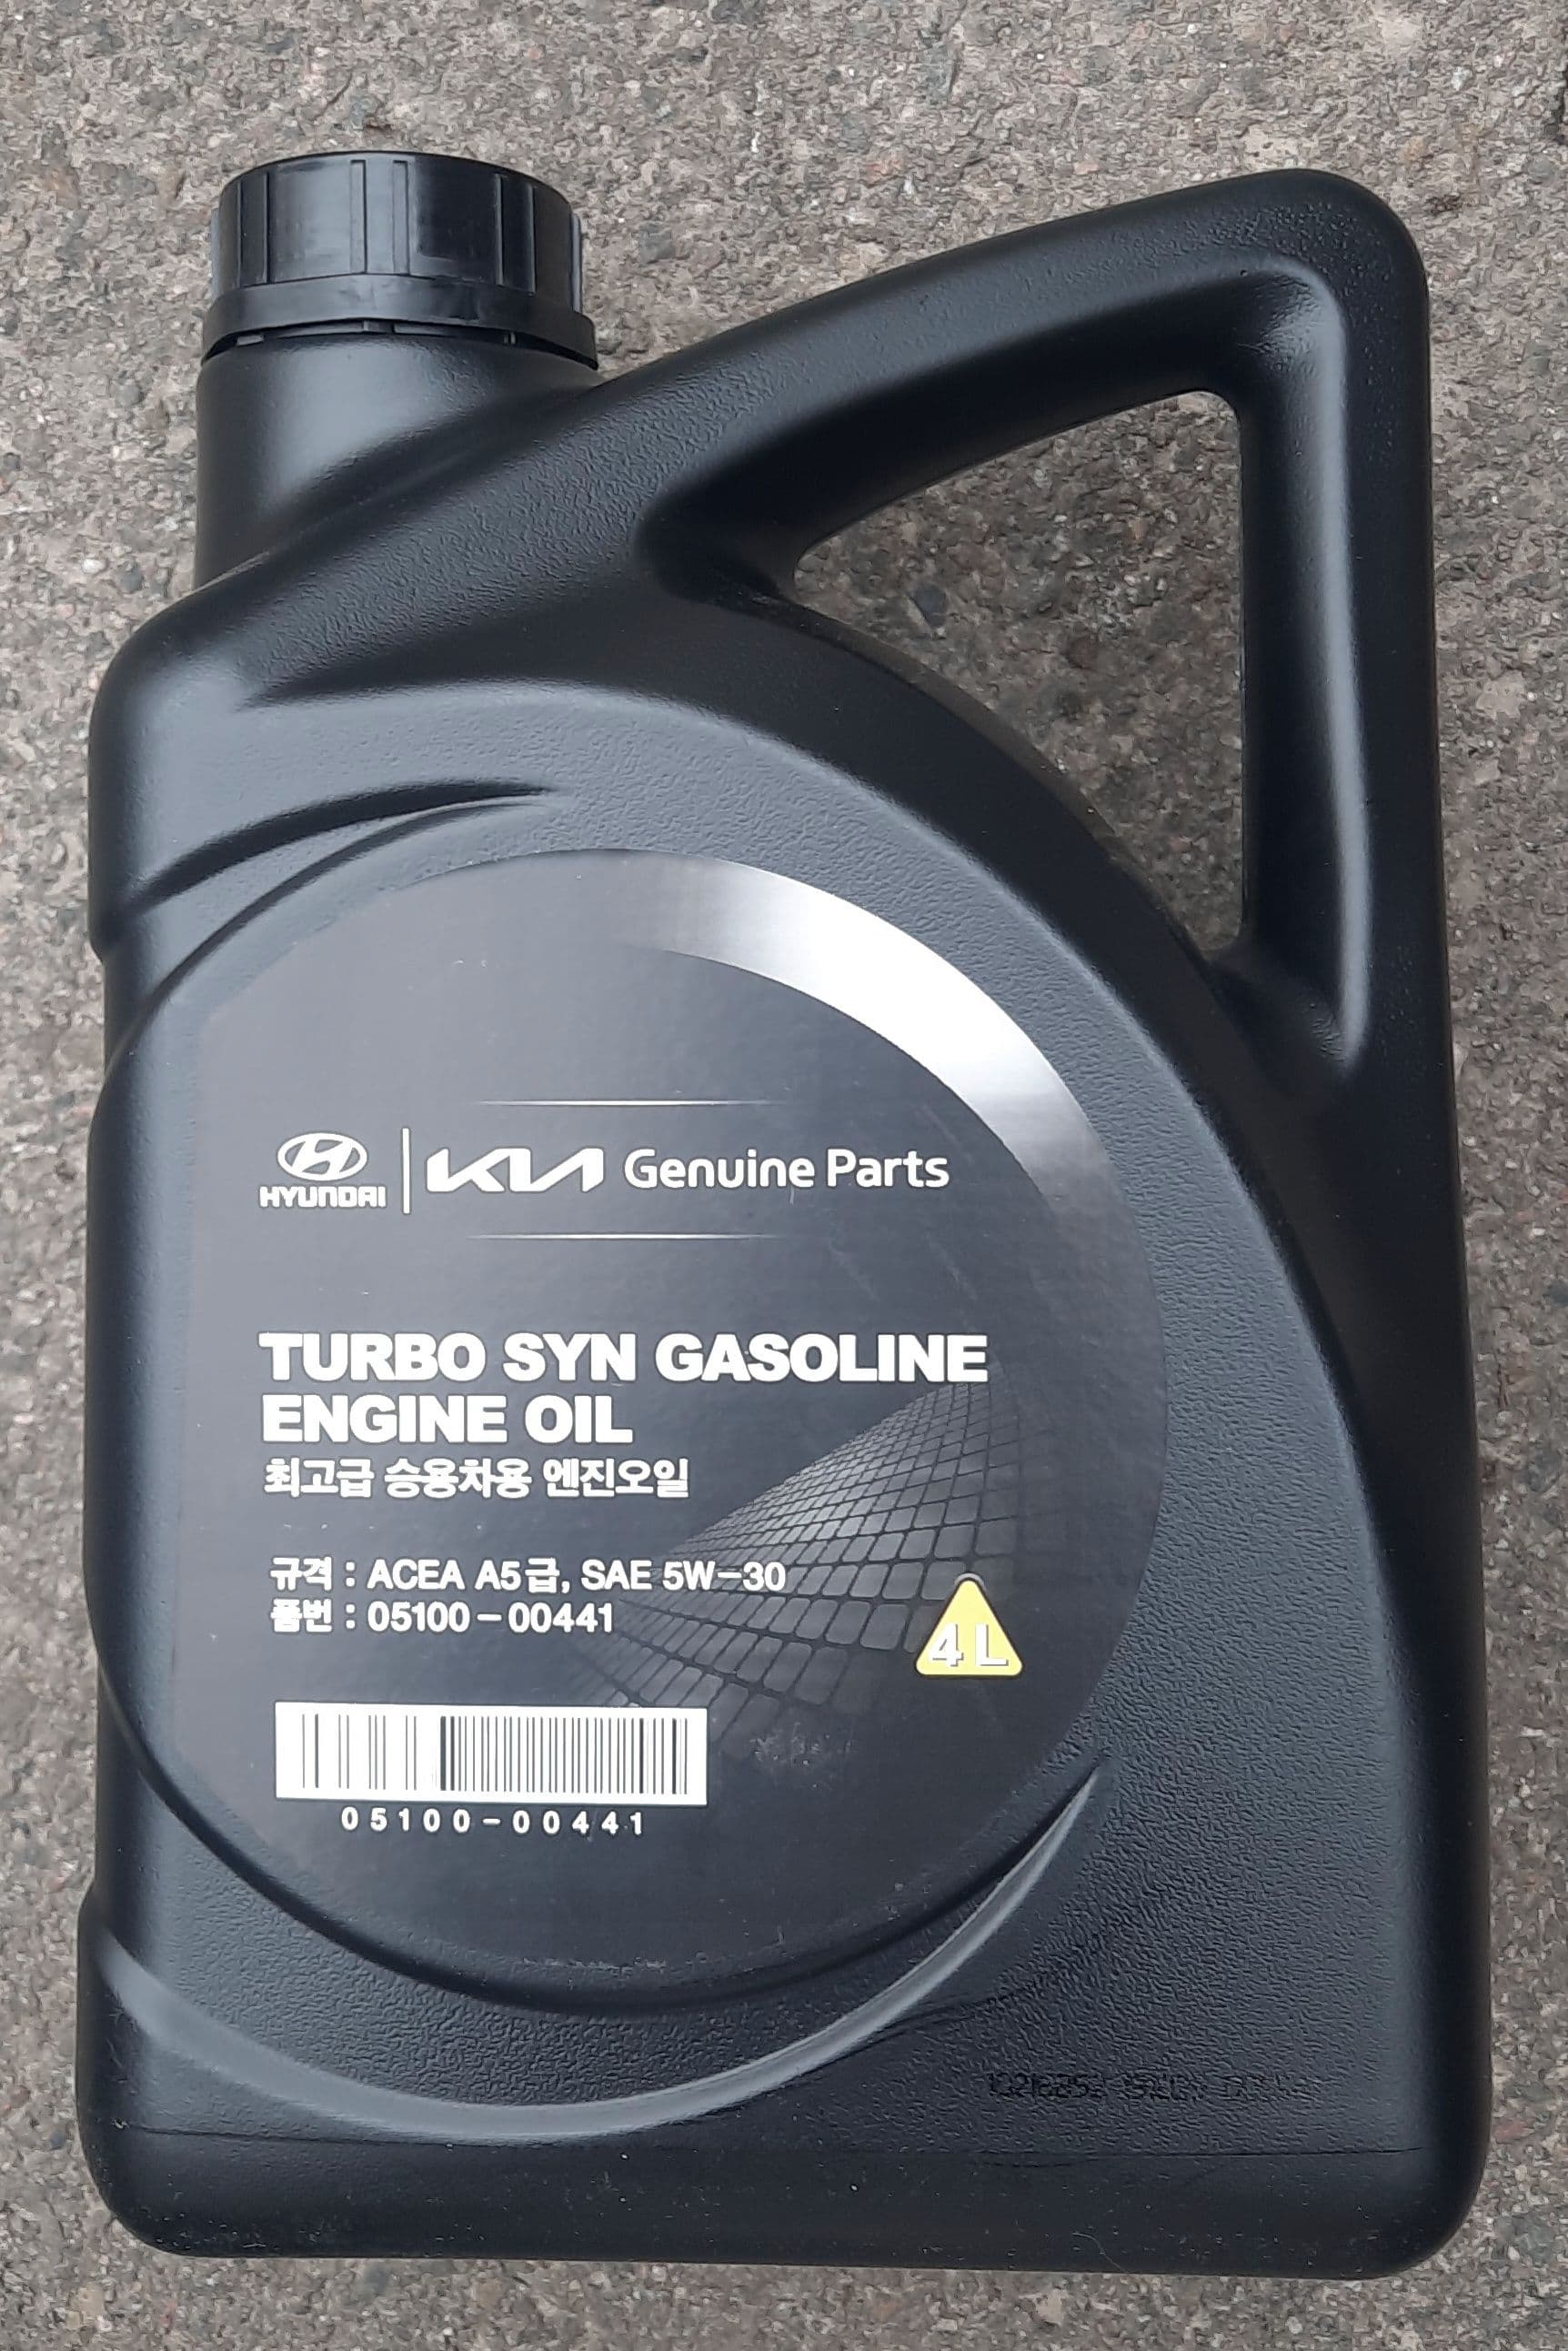 HYUNDAI | KIA Genuine Parts
TURBO SYN GASOLINE
ENGINE OIL
최고급 승용차용 엔진오일
규격 : ACEA A5급, SAE 5W-30
품번 : 05100-00441
4 L
05100-00441